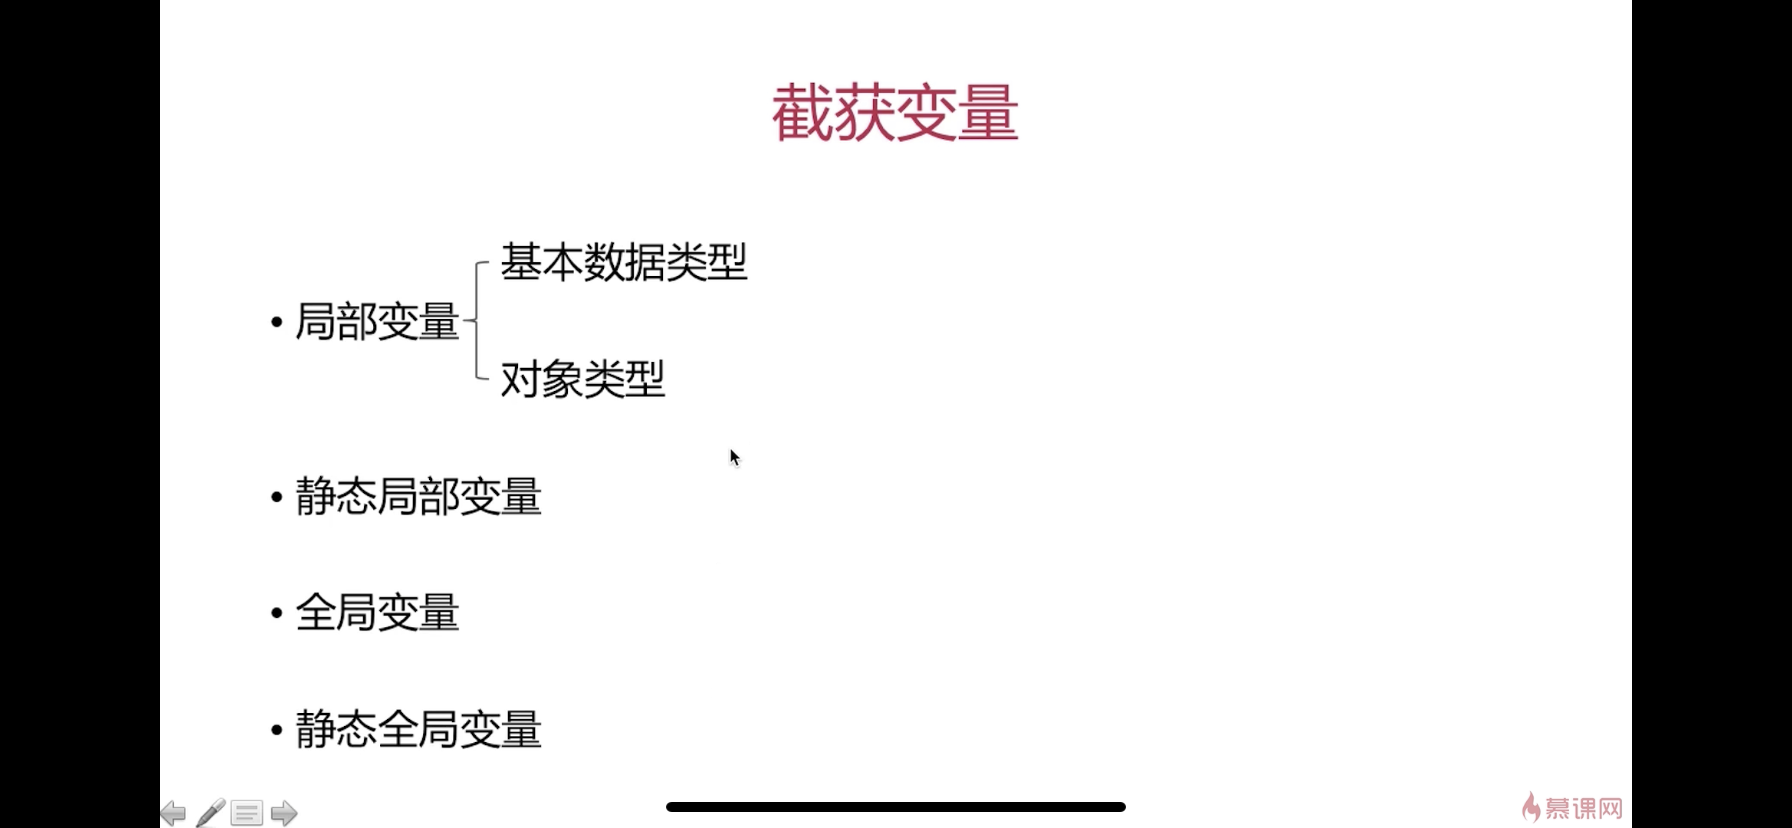 截获变量
基本数据类型
• 局部变量
对象类型
• 静态局部变量
• 全局变量
• 静态全局变量
慕课网